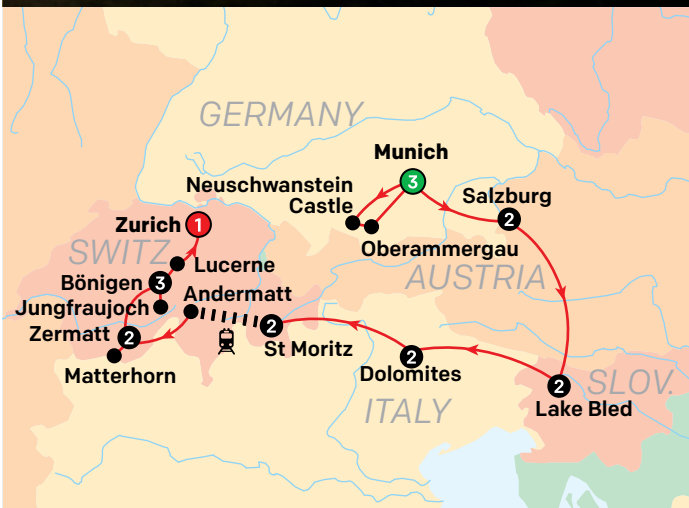 GERMANY
Munich
3
Neuschwanstein
Castle
Salzburg
2
Zurich 1
Oberammergau
SWITZ
Lucerne
AUSTRIA
Bönigen 3
Andermatt
Jungfraujoch
Zermatt 2
2
St Moritz
2
Matterhorn
Dolomites
2
SLOV.
ITALY
Lake Bled